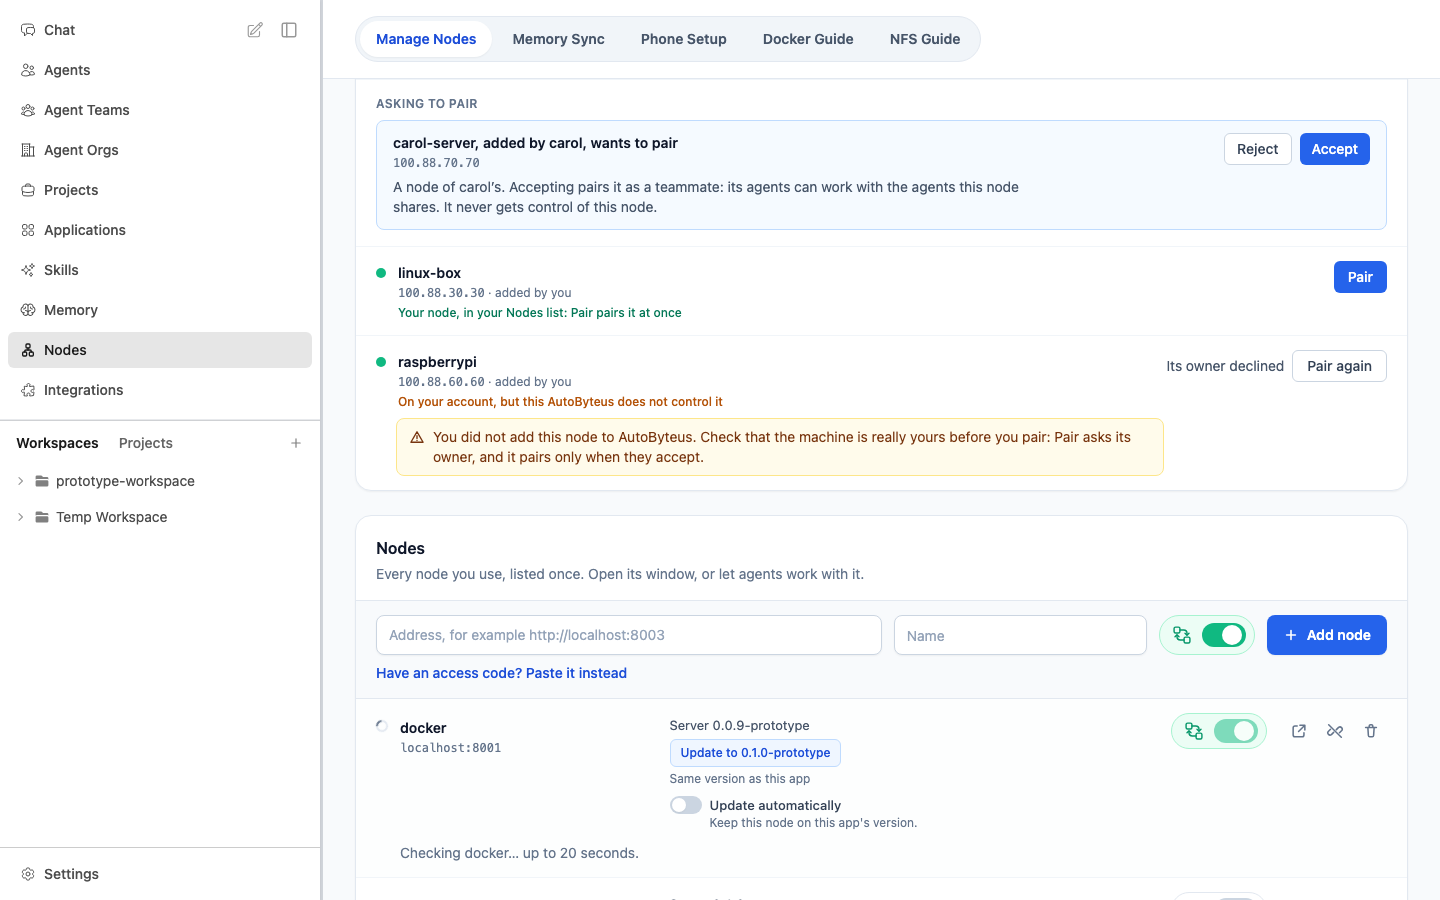 Chat
Agents
Agent Teams
Agent Orgs
Projects
Applications
Skills
Memory
Nodes
Integrations
Workspaces
Projects
prototype-workspace
Temp Workspace
Settings
Manage Nodes
Memory Sync
Phone Setup
Docker Guide
NFS Guide
ASKING TO PAIR
carol-server, added by carol, wants to pair
100.88.70.70
A node of carol's. Accepting pairs it as a teammate: its agents can work with the agents this node
shares. It never gets control of this node.
Reject
Accept
linux-box
100.88.30.30 · added by you
Your node, in your Nodes list: Pair pairs it at once
Pair
raspberrypi
100.88.60.60 · added by you
On your account, but this AutoByteus does not control it
Its owner declined
Pair again
You did not add this node to AutoByteus. Check that the machine is really yours before you pair: Pair asks its
owner, and it pairs only when they accept.
Nodes
Every node you use, listed once. Open its window, or let agents work with it.
Address, for example http://localhost:8003
Name
Add node
Have an access code? Paste it instead
docker
localhost:8001
Server 0.0.9-prototype
Update to 0.1.0-prototype
Same version as this app
Update automatically
Keep this node on this app's version.
Checking docker... up to 20 seconds.